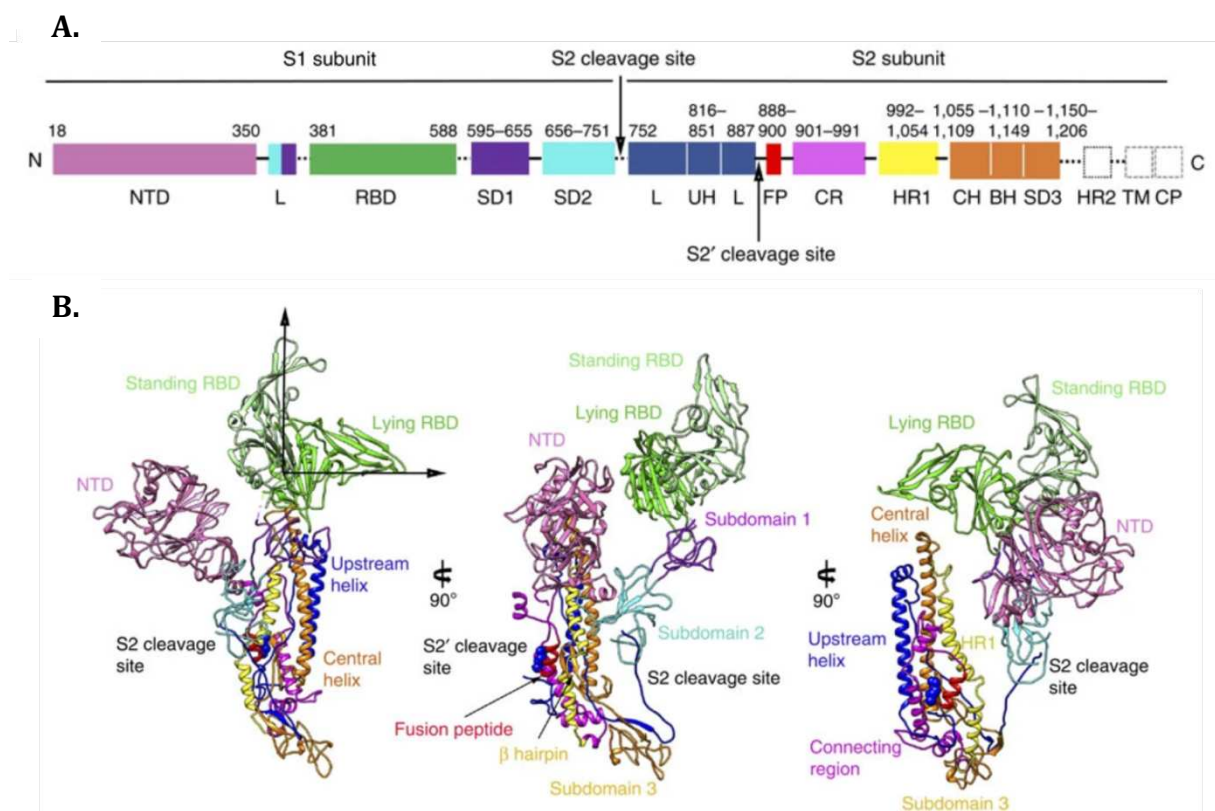 A.
S1 subunit S2 cleavage site S2 subunit
816– 888– 992– 1,055 –1,110 –1,150–
18 350 381 588 595–655 656–751 752 851 887 900 901–991 1,054 1,109 1,149 1,206
N C
NTD L RBD SD1 SD2 L UH L FP CR HR1 CH BH SD3 HR2 TM CP
S2′ cleavage site
B.
Standing RBD
Lying RBD
NTD
Upstream
helix
S2 cleavage
site
Central
helix
90°
Standing RBD
Lying RBD
NTD
Subdomain 1
S2′ cleavage
site
Subdomain 2
S2 cleavage site
Fusion peptide
β hairpin
Subdomain 3
90°
Standing RBD
Lying RBD
Central
helix
NTD
Upstream
helix
HR1
S2 cleavage
site
Connecting
region
Subdomain 3